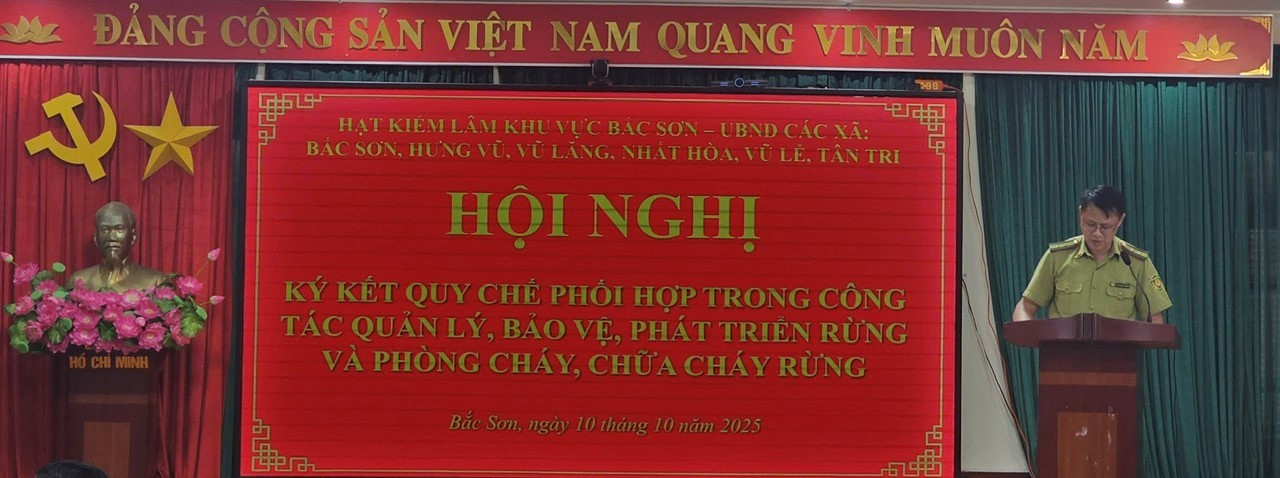 ĐẢNG CỘNG SẢN VIỆT NAM QUANG VINH MUÔN NĂM
HẠT KIỂM LÂM KHU VỰC BẮC SƠN – UBND CÁC XÃ:
BẮC SƠN, HƯNG VŨ, VŨ LĂNG, NHẤT HÒA, VŨ LỄ, TÂN TRI
HỘI NGHỊ
KÝ KẾT QUY CHẾ PHỐI HỢP TRONG CÔNG
TÁC QUẢN LÝ, BẢO VỆ, PHÁT TRIỂN RỪNG
VÀ PHÒNG CHÁY, CHỮA CHÁY RỪNG
Bắc Sơn, ngày 10 tháng 10 năm 2025
HỒ CHÍ MINH